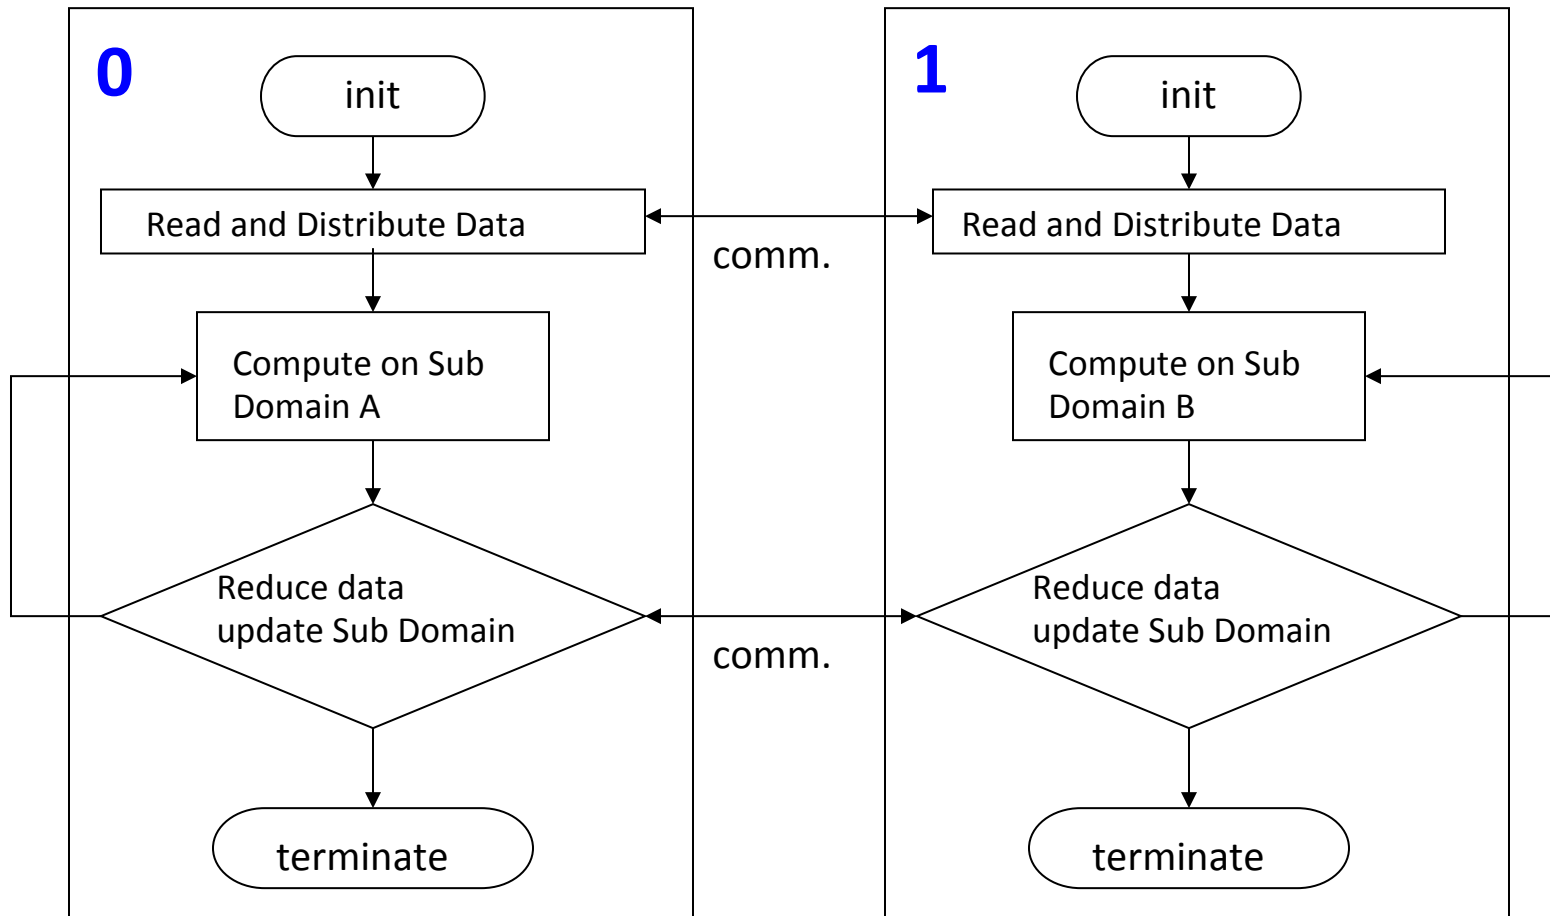 0
init
Read and Distribute Data
Compute on Sub
Domain A
Reduce data
update Sub Domain
terminate
comm.
comm.
1
init
Read and Distribute Data
Compute on Sub
Domain B
Reduce data
update Sub Domain
terminate